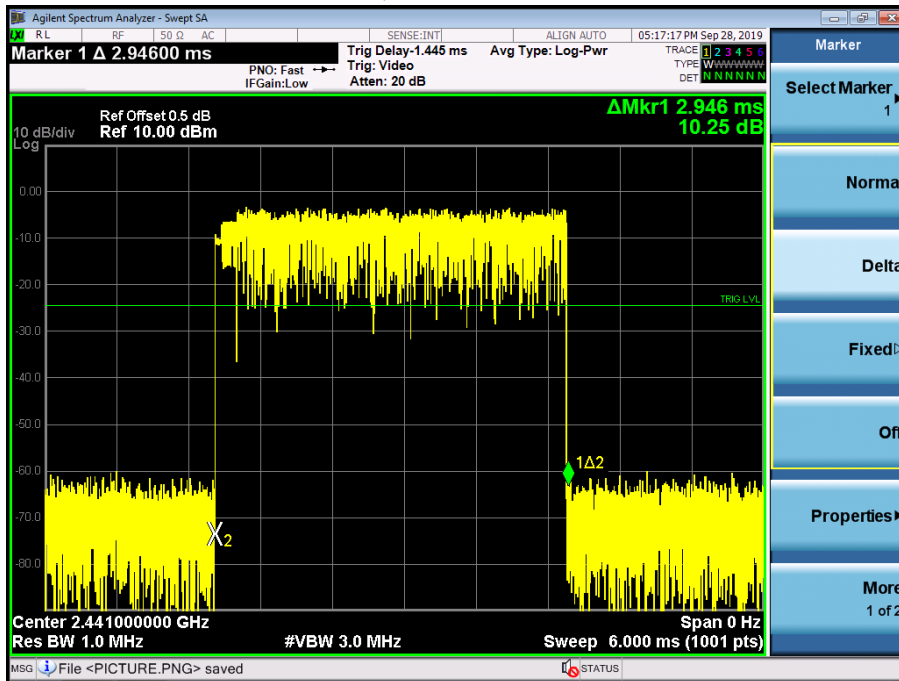 Agilent Spectrum Analyzer - Swept SA
LXI RL RF 50 Ω AC SENSE:INT ALIGN AUTO 05:17:17 PM Sep 28, 2019
Marker 1 Δ 2.94600 ms
PNO: Fast
IFGain:Low
Trig Delay-1.445 ms
Trig: Video
Atten: 20 dB
Avg Type: Log-Pwr
TRACE 1 2 3 4 5 6
TYPE WWWWWW
DET N N N N N N
ΔMkr1 2.946 ms
10.25 dB
Ref Offset 0.5 dB
10 dB/div Ref 10.00 dBm
Log
0.00
-10.0
-20.0
TRIG LVL
-30.0
-40.0
-50.0
-60.0
1Δ2
-70.0
X2
-80.0
Center 2.441000000 GHz Span 0 Hz
Res BW 1.0 MHz #VBW 3.0 MHz Sweep 6.000 ms (1001 pts)
MSG File <PICTURE.PNG> saved STATUS
Marker
Select Marker
1
Norma
Delta
Fixed
Off
Properties
More
1 of 2